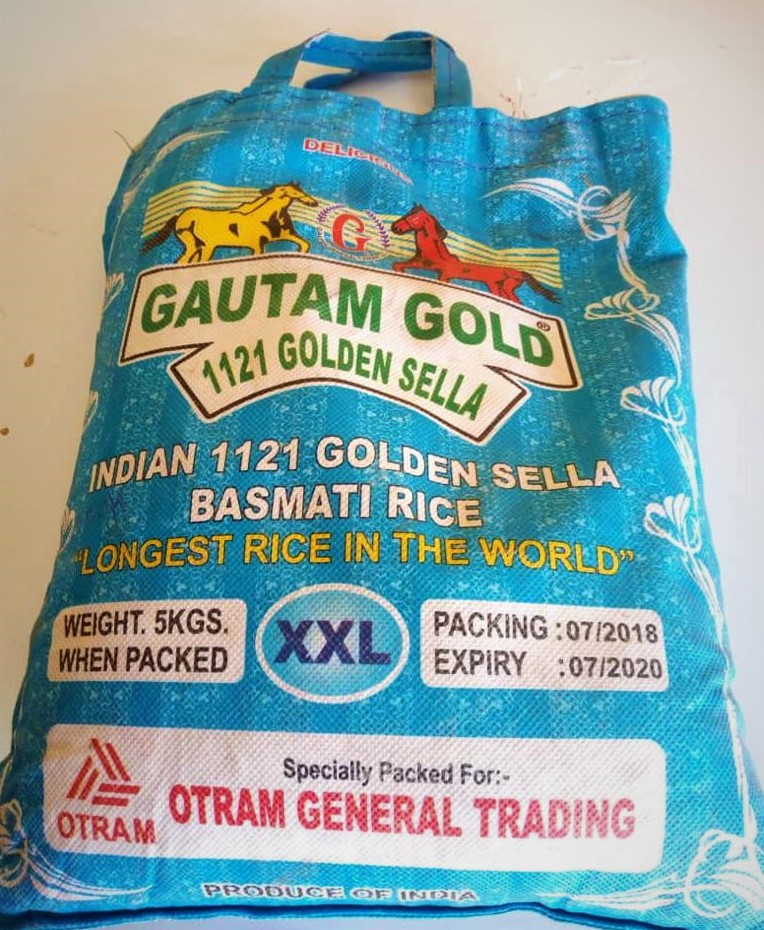 G
GAUTAM GOLD®
1121 GOLDEN SELLA
INDIAN 1121 GOLDEN SELLA
BASMATI RICE
"LONGEST RICE IN THE WORLD"
WEIGHT. 5KGS.
WHEN PACKED
XXL
PACKING : 07/2018
EXPIRY : 07/2020
Specially Packed For:-
OTRAM GENERAL TRADING
OTRAM
PRODUCE OF INDIA